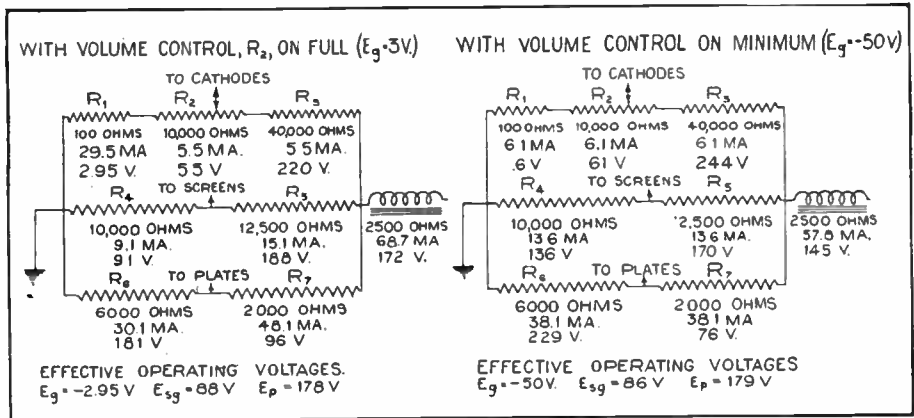 WITH VOLUME CONTROL, R₂, ON FULL (Eg=3V.)
TO CATHODES
R₁ R₂ R₃
100 OHMS 10,000 OHMS 40,000 OHMS
29.5 MA 5.5 MA. 5.5 MA.
2.95 V 55 V 220 V.
R₄ TO SCREENS R₅
10,000 OHMS 12,500 OHMS 2500 OHMS
9.1 MA. 15.1 MA. 68.7 MA
91 V. 188 V. 172 V.
R₆ TO PLATES R₇
6000 OHMS 2000 OHMS
30.1 MA. 48.1 MA.
181 V 96 V
EFFECTIVE OPERATING VOLTAGES.
Eg=-2.95 V Esg=88 V Ep=178 V
WITH VOLUME CONTROL ON MINIMUM (Eg=-50V)
TO CATHODES
R₁ R₂ R₃
100 OHMS 10,000 OHMS 40,000 OHMS
6.1 MA 6.1 MA. 6.1 MA
.6 V 61 V 244 V
R₄ TO SCREENS R₅
10,000 OHMS 12,500 OHMS 2500 OHMS
13.6 MA 13.6 MA. 37.8 MA.
136 V 170 V 145 V.
R₆ TO PLATES R₇
6000 OHMS 2000 OHMS
38.1 MA. 38.1 MA
229 V. 76 V.
EFFECTIVE OPERATING VOLTAGES
Eg=-50V. Esg=86 V Ep=179 V